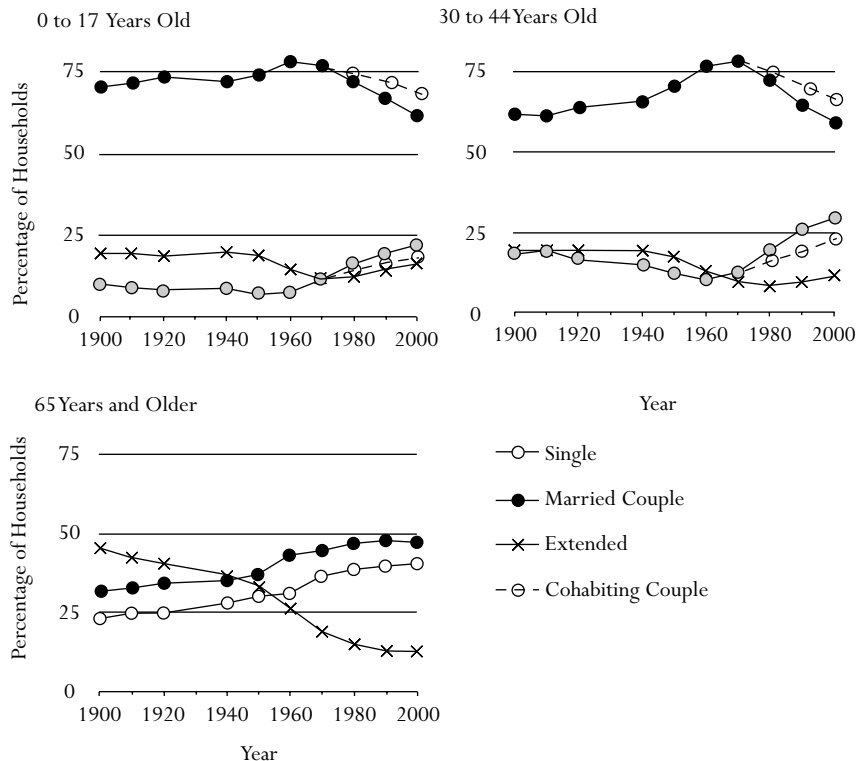 0 to 17 Years Old
Percentage of Households
75
50
25
0
1900 1920 1940 1960 1980 2000
30 to 44 Years Old
75
50
25
0
1900 1920 1940 1960 1980 2000
Year
65 Years and Older
Percentage of Households
75
50
25
0
1900 1920 1940 1960 1980 2000
Year
Single
Married Couple
Extended
Cohabiting Couple